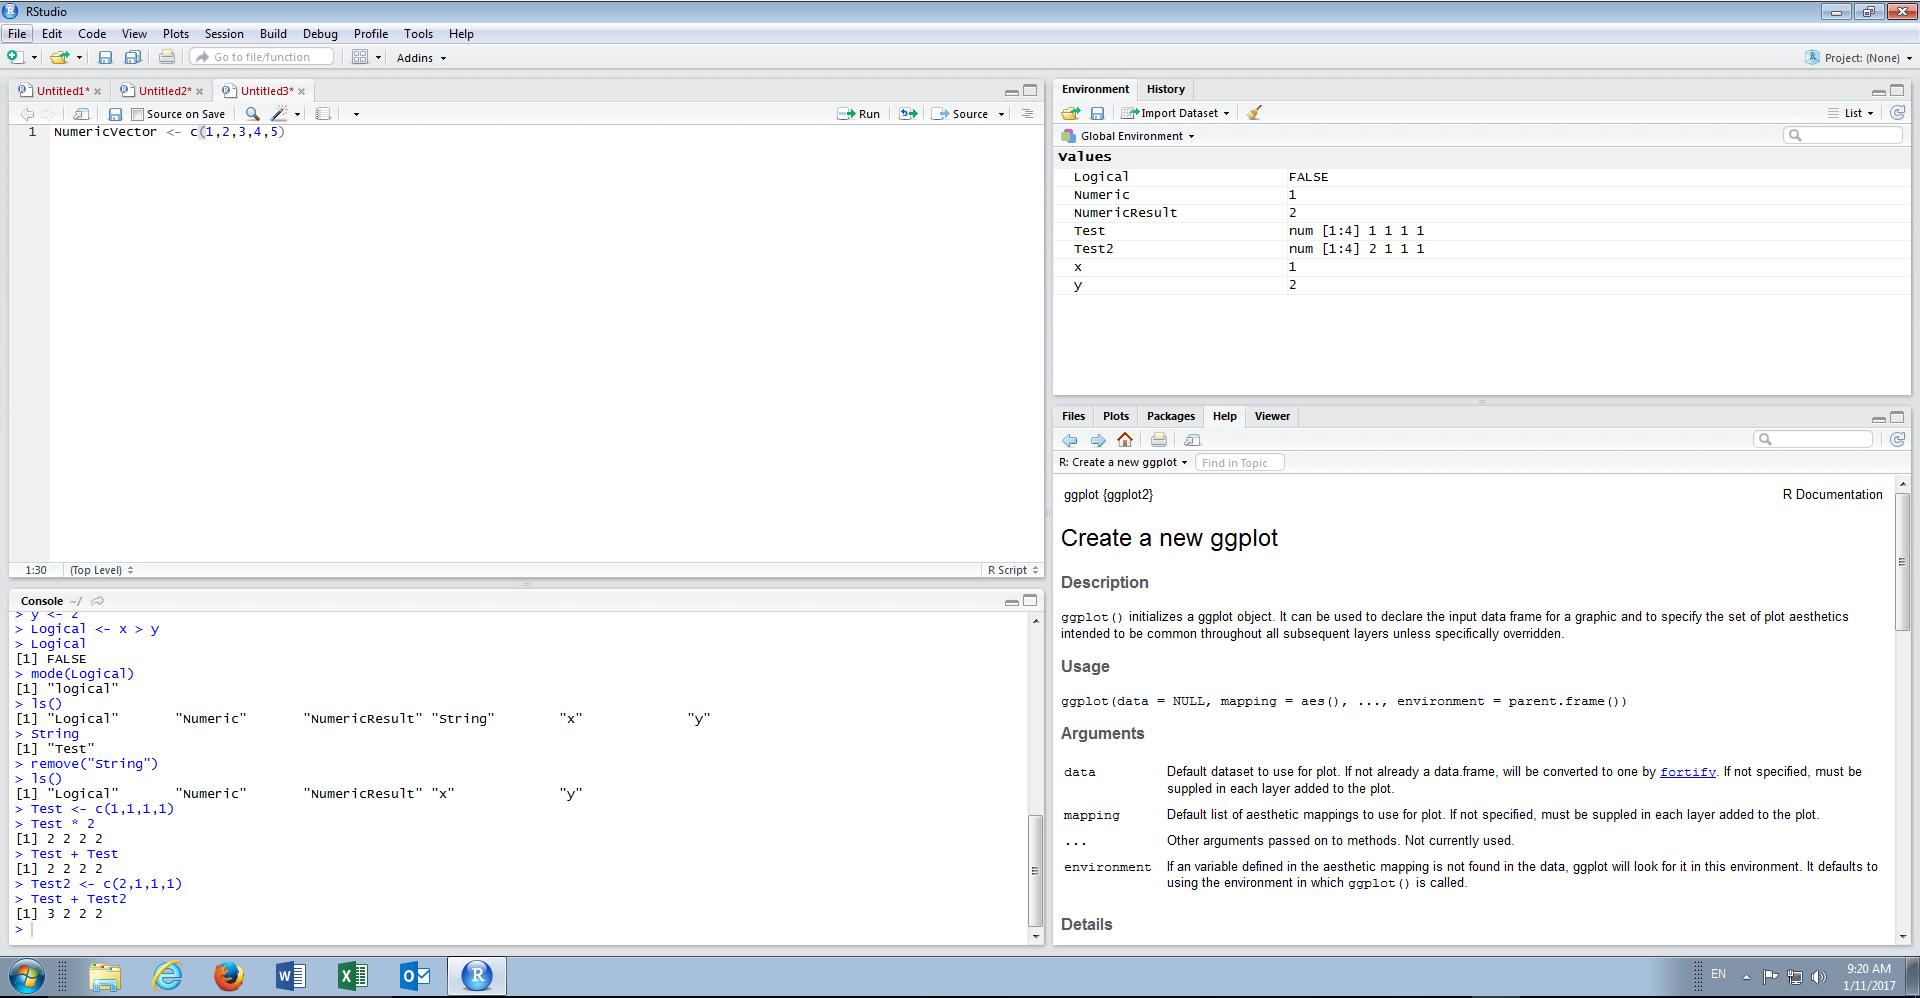 RStudio
File Edit Code View Plots Session Build Debug Profile Tools Help
Go to file/function Addins Project: (None)
Untitled1* Untitled2* Untitled3*
Source on Save Run Source
1 NumericVector <- c(1,2,3,4,5)
1:30 (Top Level) R Script
Console ~/
> y <- 2
> Logical <- x > y
> Logical
[1] FALSE
> mode(Logical)
[1] "logical"
> ls()
[1] "Logical" "Numeric" "NumericResult" "String" "x" "y"
> String
[1] "Test"
> remove("String")
> ls()
[1] "Logical" "Numeric" "NumericResult" "x" "y"
> Test <- c(1,1,1,1)
> Test * 2
[1] 2 2 2 2
> Test + Test
[1] 2 2 2 2
> Test2 <- c(2,1,1,1)
> Test + Test2
[1] 3 2 2 2
>
Environment History
Import Dataset List
Global Environment
Values
Logical FALSE
Numeric 1
NumericResult 2
Test num [1:4] 1 1 1 1
Test2 num [1:4] 2 1 1 1
x 1
y 2
Files Plots Packages Help Viewer
R: Create a new ggplot Find in Topic
ggplot {ggplot2} R Documentation
Create a new ggplot
Description
ggplot() initializes a ggplot object. It can be used to declare the input data frame for a graphic and to specify the set of plot aesthetics
intended to be common throughout all subsequent layers unless specifically overridden.
Usage
ggplot(data = NULL, mapping = aes(), ..., environment = parent.frame())
Arguments
data Default dataset to use for plot. If not already a data.frame, will be converted to one by fortify. If not specified, must be
suppled in each layer added to the plot.
mapping Default list of aesthetic mappings to use for plot. If not specified, must be suppled in each layer added to the plot.
... Other arguments passed on to methods. Not currently used.
environment If an variable defined in the aesthetic mapping is not found in the data, ggplot will look for it in this environment. It defaults to
using the environment in which ggplot() is called.
Details
EN 9:20 AM
1/11/2017